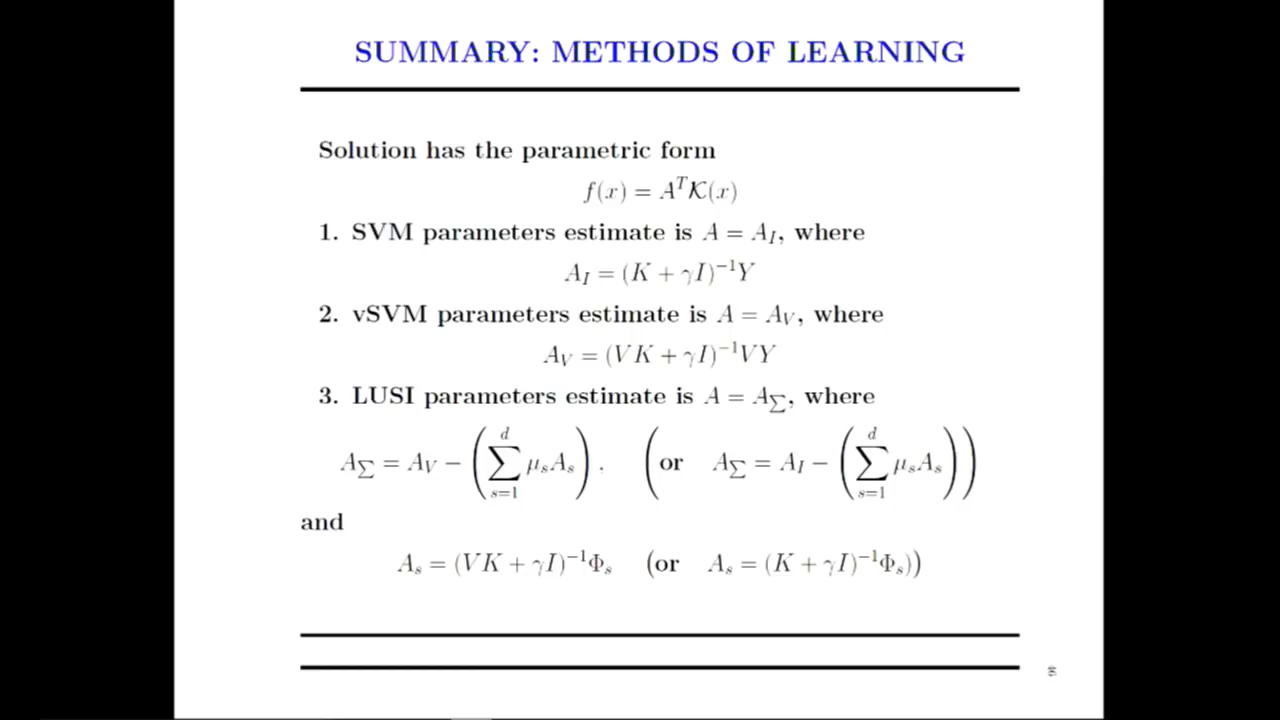 SUMMARY: METHODS OF LEARNING
Solution has the parametric form
f(x) = A^T 𝒦(x)
1. SVM parameters estimate is A = A_I, where
A_I = (K + γI)^{−1}Y
2. vSVM parameters estimate is A = A_V, where
A_V = (VK + γI)^{−1}VY
3. LUSI parameters estimate is A = A_Σ, where
A_Σ = A_V − (∑_{s=1}^{d} μ_s A_s), (or A_Σ = A_I − (∑_{s=1}^{d} μ_s A_s))
and
A_s = (VK + γI)^{−1}Φ_s (or A_s = (K + γI)^{−1}Φ_s))